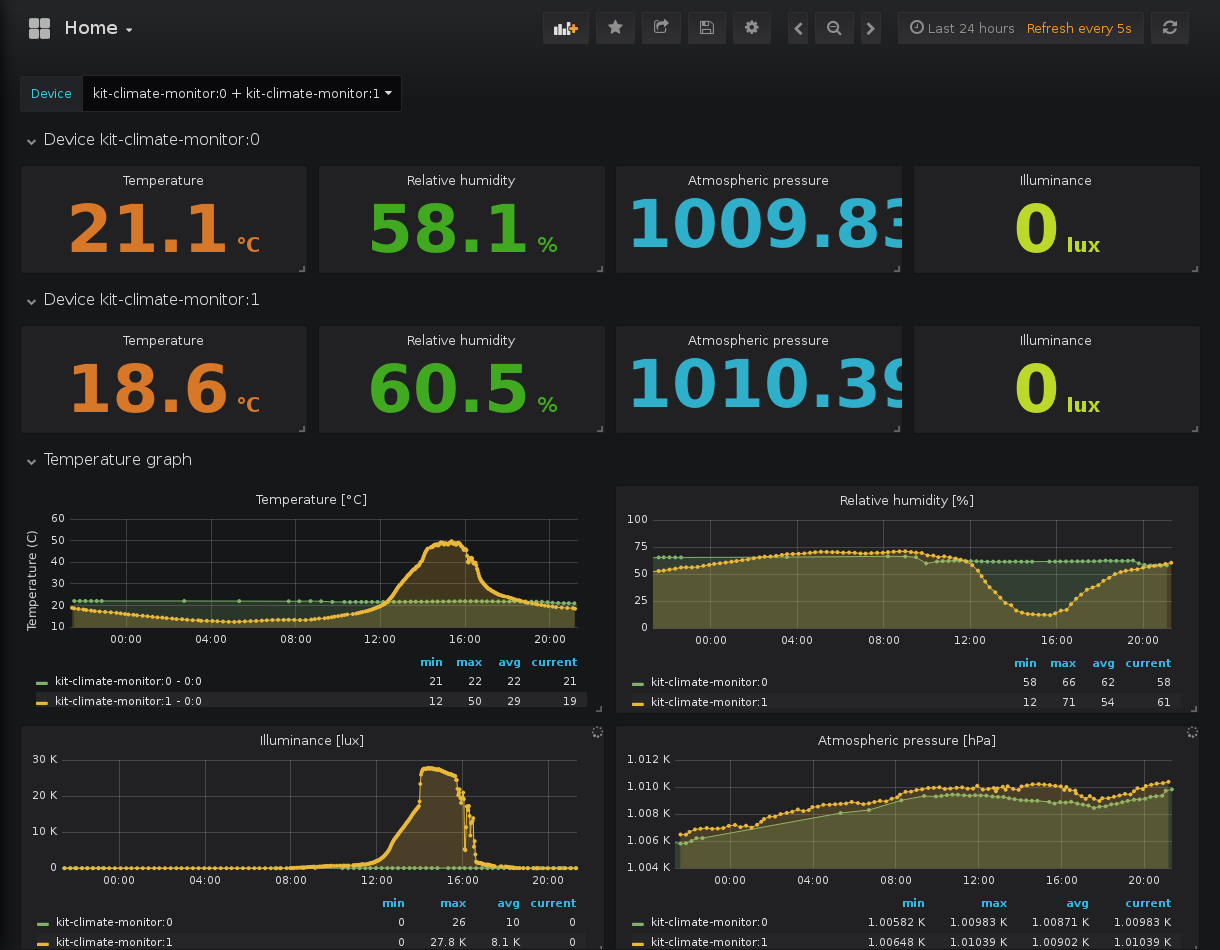 Home
Last 24 hours Refresh every 5s
Device kit-climate-monitor:0 + kit-climate-monitor:1
Device kit-climate-monitor:0
Temperature Relative humidity Atmospheric pressure Illuminance
21.1 °C 58.1 % 1009.83 0 lux
Device kit-climate-monitor:1
Temperature Relative humidity Atmospheric pressure Illuminance
18.6 °C 60.5 % 1010.39 0 lux
Temperature graph
Temperature [°C]
Temperature (C)
60
50
40
30
20
10
00:00 04:00 08:00 12:00 16:00 20:00
min max avg current
kit-climate-monitor:0 - 0:0 21 22 22 21
kit-climate-monitor:1 - 0:0 12 50 29 19
Relative humidity [%]
100
75
50
25
0
00:00 04:00 08:00 12:00 16:00 20:00
min max avg current
kit-climate-monitor:0 58 66 62 58
kit-climate-monitor:1 12 71 54 61
Illuminance [lux]
30 K
20 K
10 K
0
00:00 04:00 08:00 12:00 16:00 20:00
min max avg current
kit-climate-monitor:0 0 26 10 0
kit-climate-monitor:1 0 27.8 K 8.1 K 0
Atmospheric pressure [hPa]
1.012 K
1.010 K
1.008 K
1.006 K
1.004 K
00:00 04:00 08:00 12:00 16:00 20:00
min max avg current
kit-climate-monitor:0 1.00582 K 1.00983 K 1.00871 K 1.00983 K
kit-climate-monitor:1 1.00648 K 1.01039 K 1.00902 K 1.01039 K